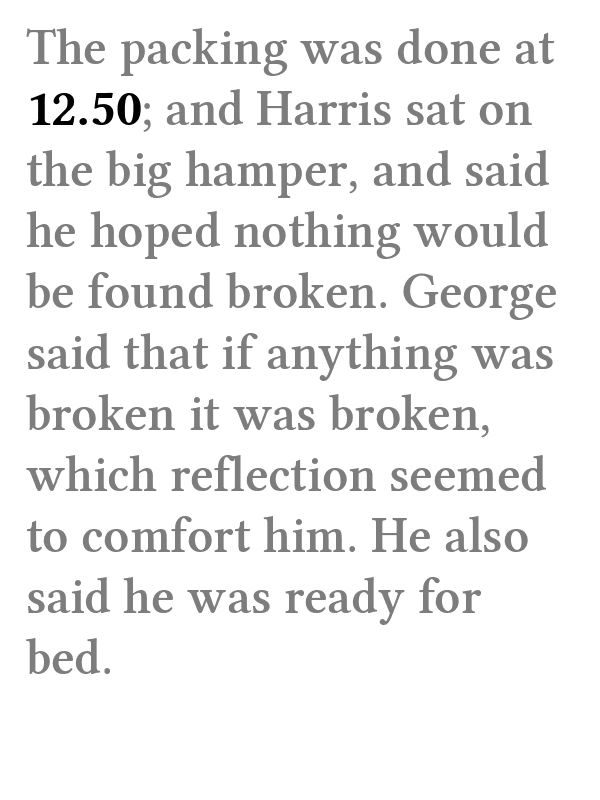 The packing was done at
12.50; and Harris sat on
the big hamper, and said
he hoped nothing would
be found broken. George
said that if anything was
broken it was broken,
which reflection seemed
to comfort him. He also
said he was ready for
bed.